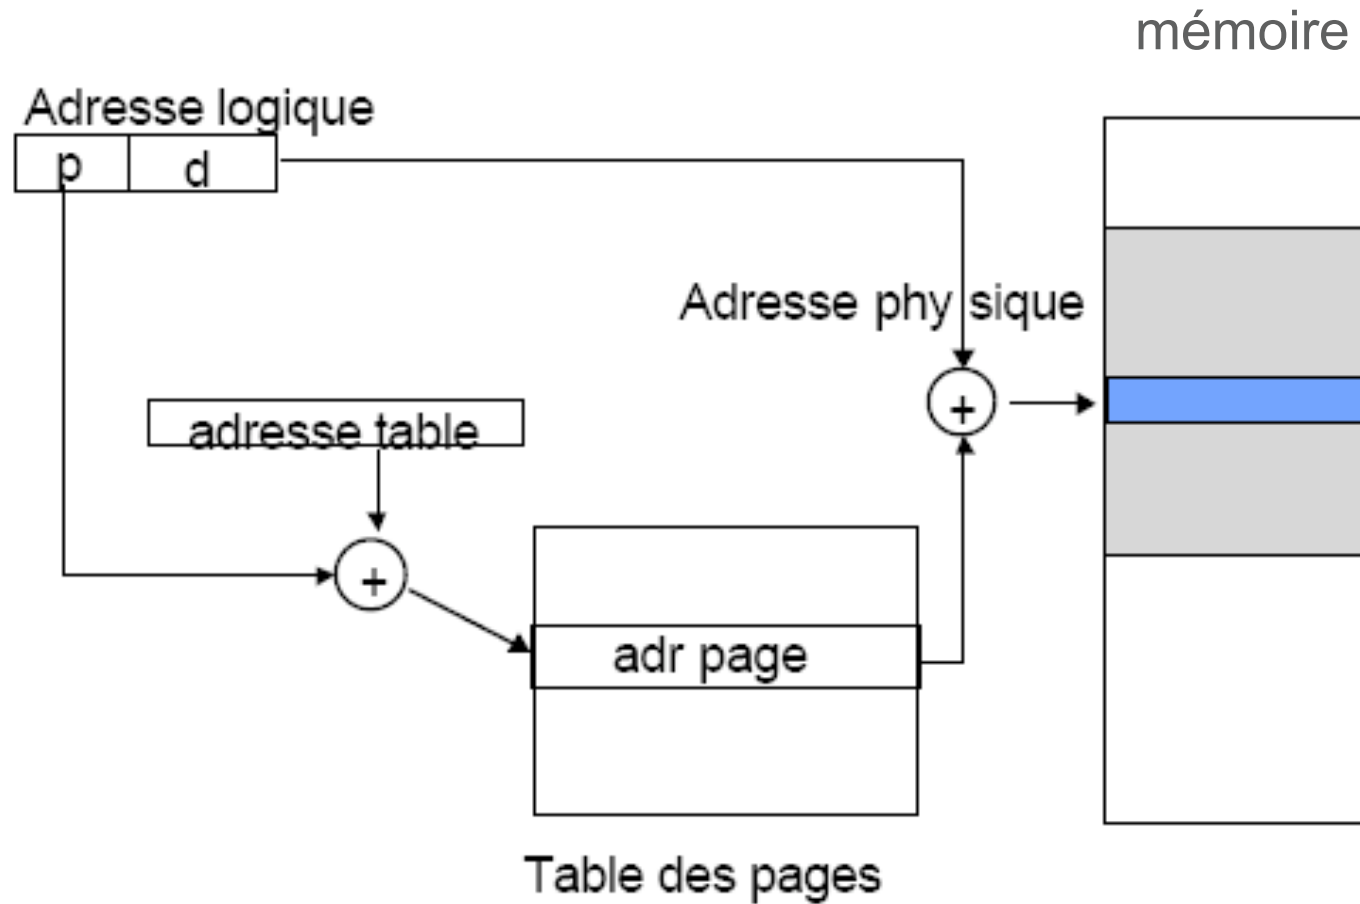 mémoire
Adresse logique
p d
Adresse phy sique
+
adresse table
+
adr page
Table des pages